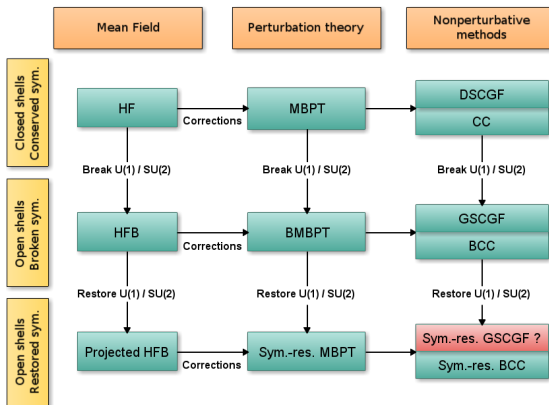 Mean Field
Perturbation theory
Nonperturbative
methods
Closed shells
Conserved sym.
HF
Corrections
MBPT
DSCGF
CC
Break U(1) / SU(2)
Break U(1) / SU(2)
Break U(1) / SU(2)
Open shells
Broken sym.
HFB
Corrections
BMBPT
GSCGF
BCC
Restore U(1) / SU(2)
Restore U(1) / SU(2)
Restore U(1) / SU(2)
Open shells
Restored sym.
Projected HFB
Corrections
Sym.-res. MBPT
Sym.-res. GSCGF ?
Sym.-res. BCC